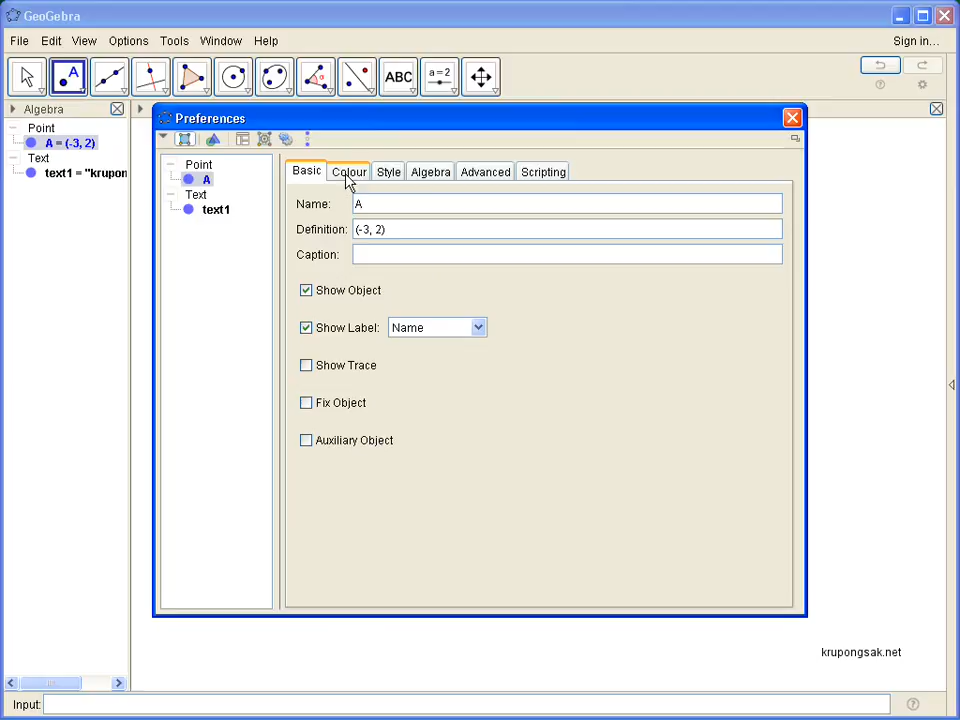 GeoGebra
File Edit View Options Tools Window Help Sign in...
A ABC a=2
Algebra
Point
A = (-3, 2)
Text
text1 = "krupon
Preferences
Point
A
Text
text1
Basic Colour Style Algebra Advanced Scripting
Name: A
Definition: (-3, 2)
Caption:
Show Object
Show Label: Name
Show Trace
Fix Object
Auxiliary Object
krupongsak.net
Input: